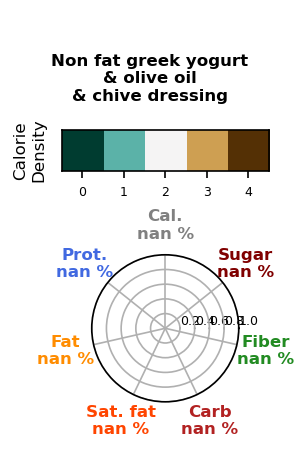 Non fat greek yogurt
& olive oil
& chive dressing
Calorie
Density
0 1 2 3 4
Cal.
nan %
Prot.
nan %
Sugar
nan %
0.2 0.4 0.6 0.8 1.0
Fat
nan %
Fiber
nan %
Sat. fat
nan %
Carb
nan %